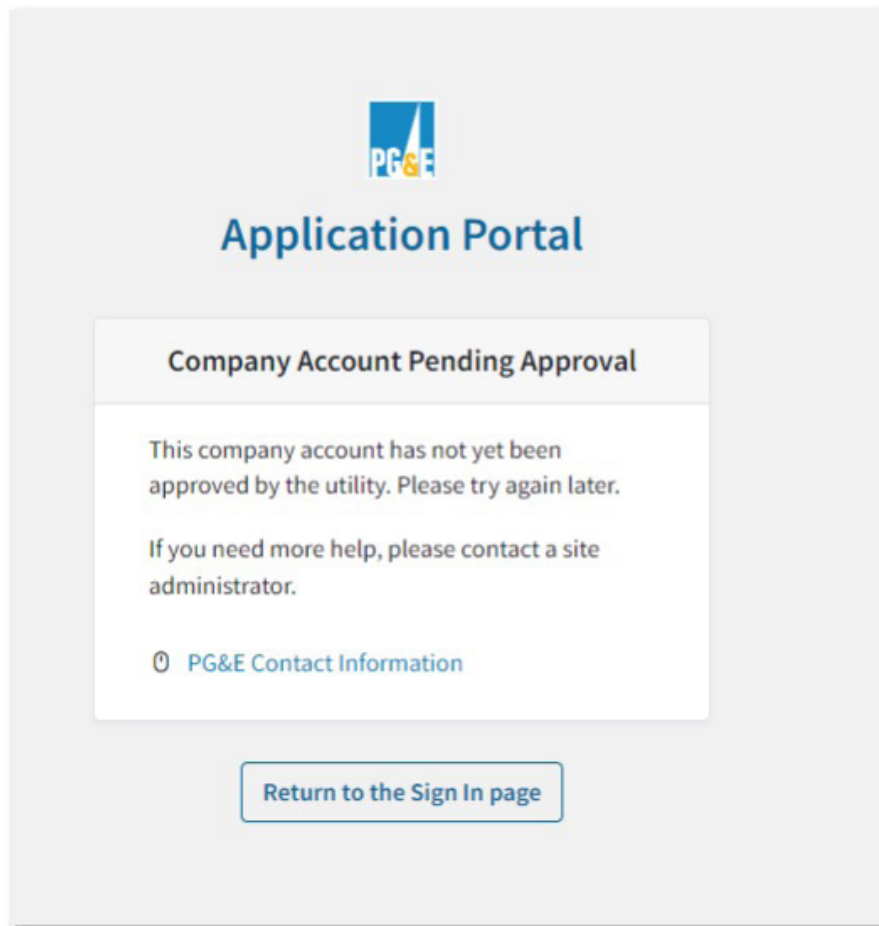 PG&E
Application Portal
Company Account Pending Approval
This company account has not yet been
approved by the utility. Please try again later.
If you need more help, please contact a site
administrator.
PG&E Contact Information
Return to the Sign In page